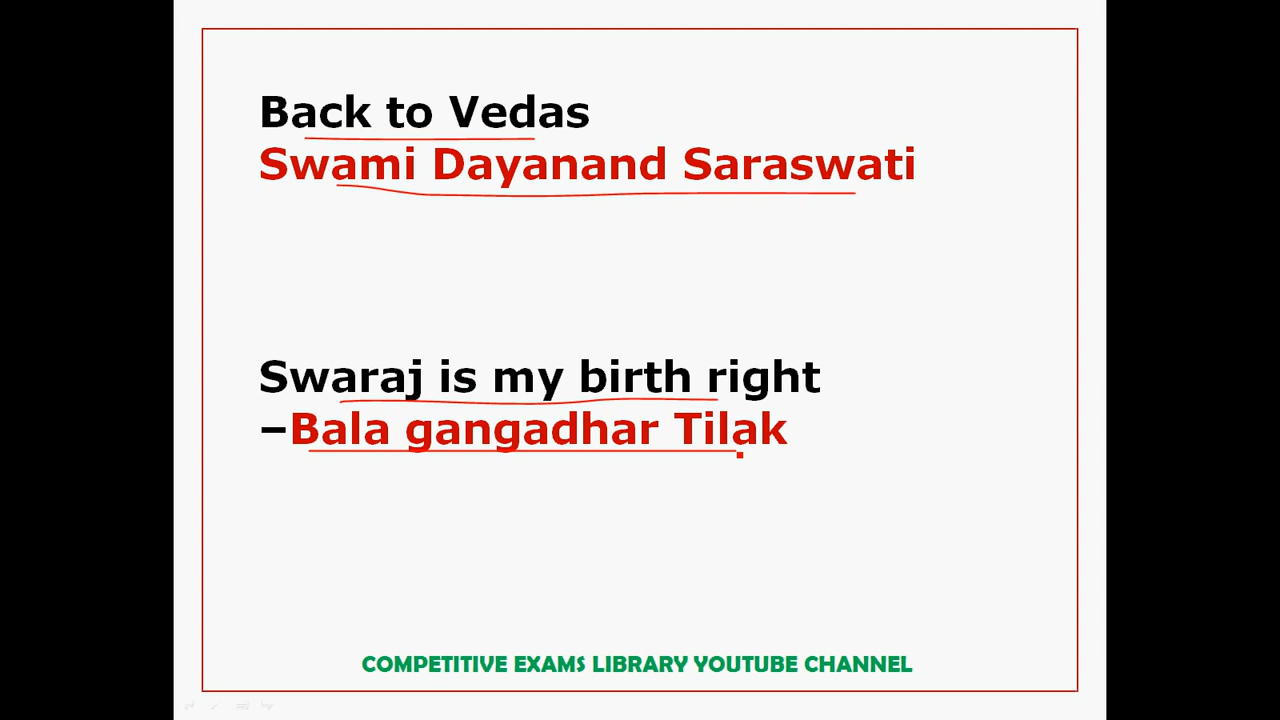 Back to Vedas
Swami Dayanand Saraswati
Swaraj is my birth right
–Bala gangadhar Tilak
COMPETITIVE EXAMS LIBRARY YOUTUBE CHANNEL